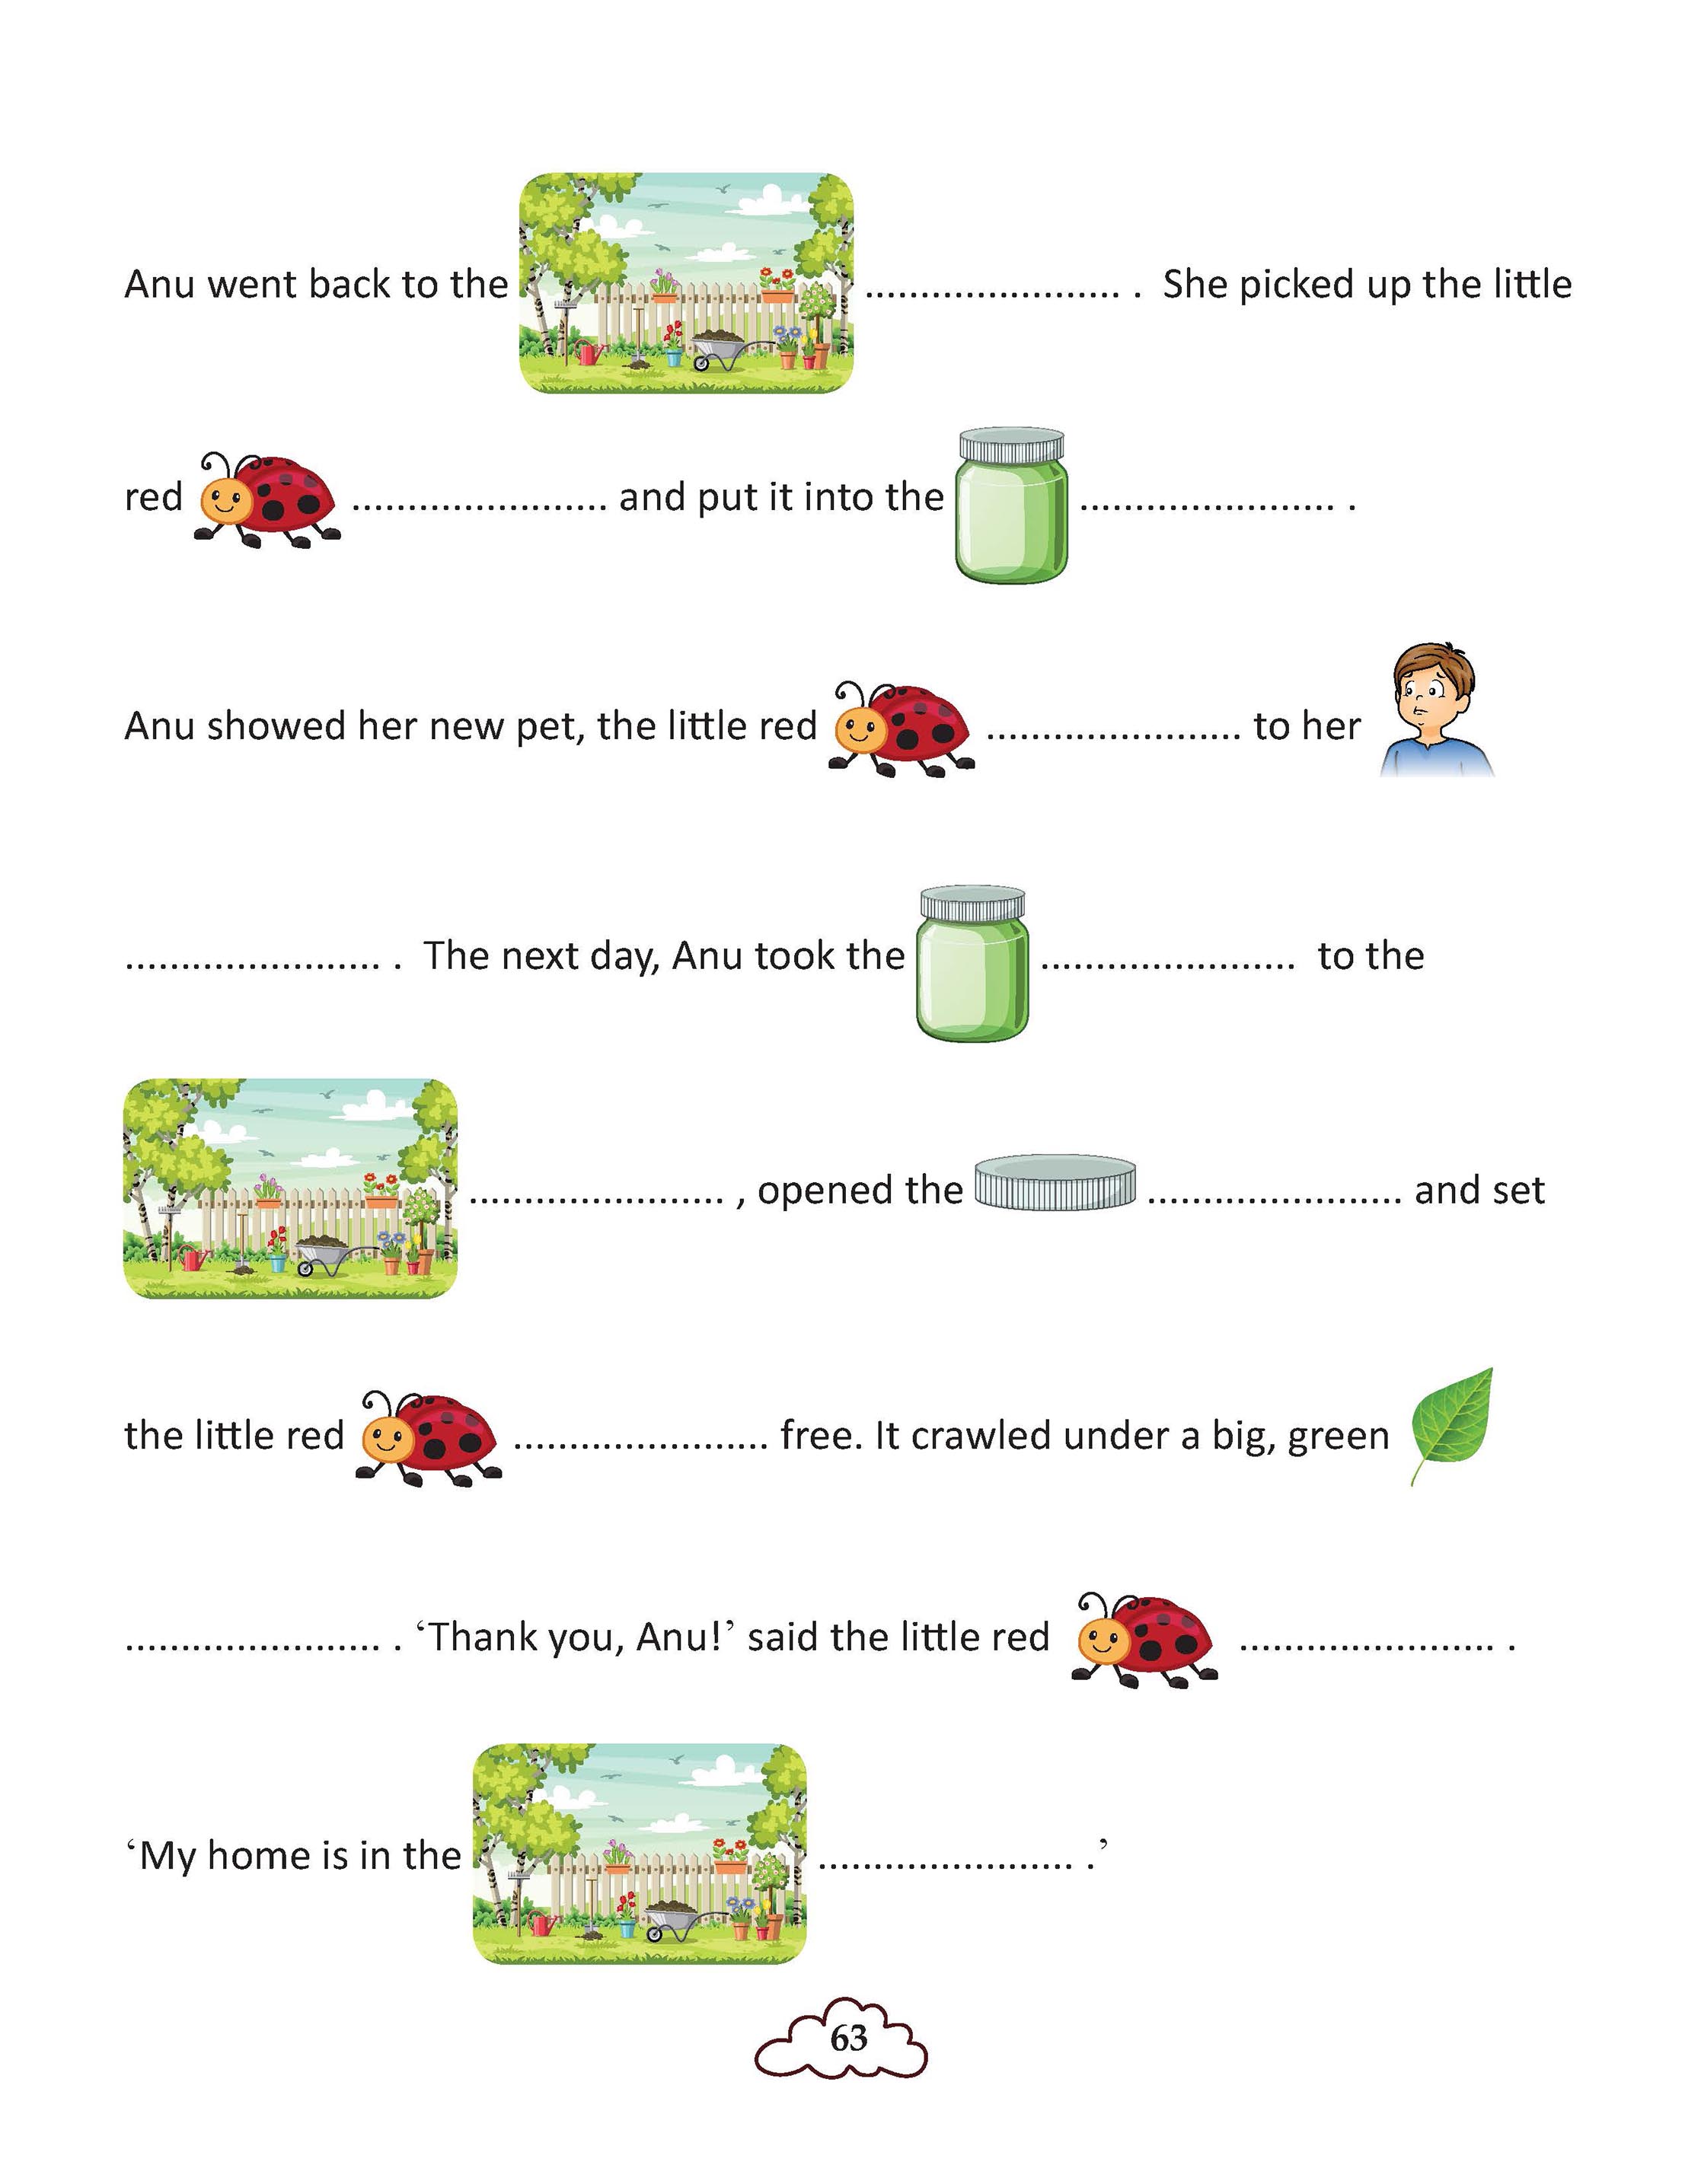 Anu went back to the ....................... . She picked up the little
red ....................... and put it into the ....................... .
Anu showed her new pet, the little red ....................... to her
....................... . The next day, Anu took the ....................... to the
....................... , opened the ....................... and set
the little red ....................... free. It crawled under a big, green
....................... . ‘Thank you, Anu!’ said the little red ....................... .
‘My home is in the ....................... .’
63